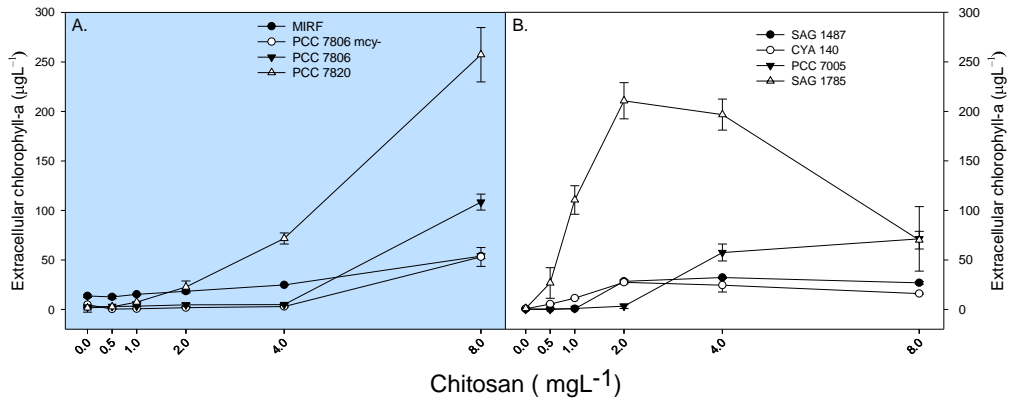 A.
MIRF
PCC 7806 mcy-
PCC 7806
PCC 7820
Extracellular chlorophyll-a (µgL⁻¹)
300
250
200
150
100
50
0
0.0
0.5
1.0
2.0
4.0
8.0
B.
SAG 1487
CYA 140
PCC 7005
SAG 1785
300
250
200
150
100
50
0
Extracellular chlorophyll-a (µgL⁻¹)
0.0
0.5
1.0
2.0
4.0
8.0
Chitosan ( mgL⁻¹)